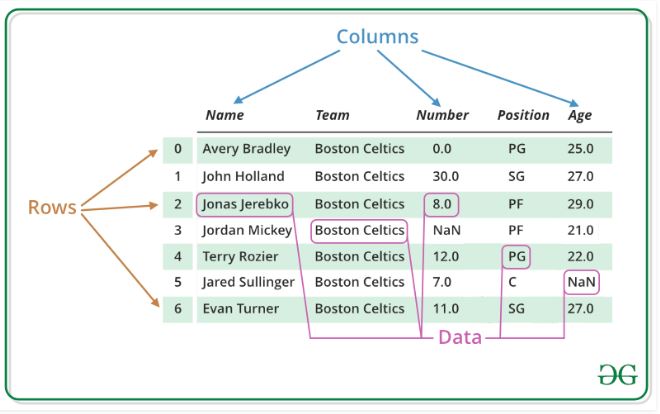 Columns
Name Team Number Position Age
0 Avery Bradley Boston Celtics 0.0 PG 25.0
1 John Holland Boston Celtics 30.0 SG 27.0
Rows 2 Jonas Jerebko Boston Celtics 8.0 PF 29.0
3 Jordan Mickey Boston Celtics NaN PF 21.0
4 Terry Rozier Boston Celtics 12.0 PG 22.0
5 Jared Sullinger Boston Celtics 7.0 C NaN
6 Evan Turner Boston Celtics 11.0 SG 27.0
Data